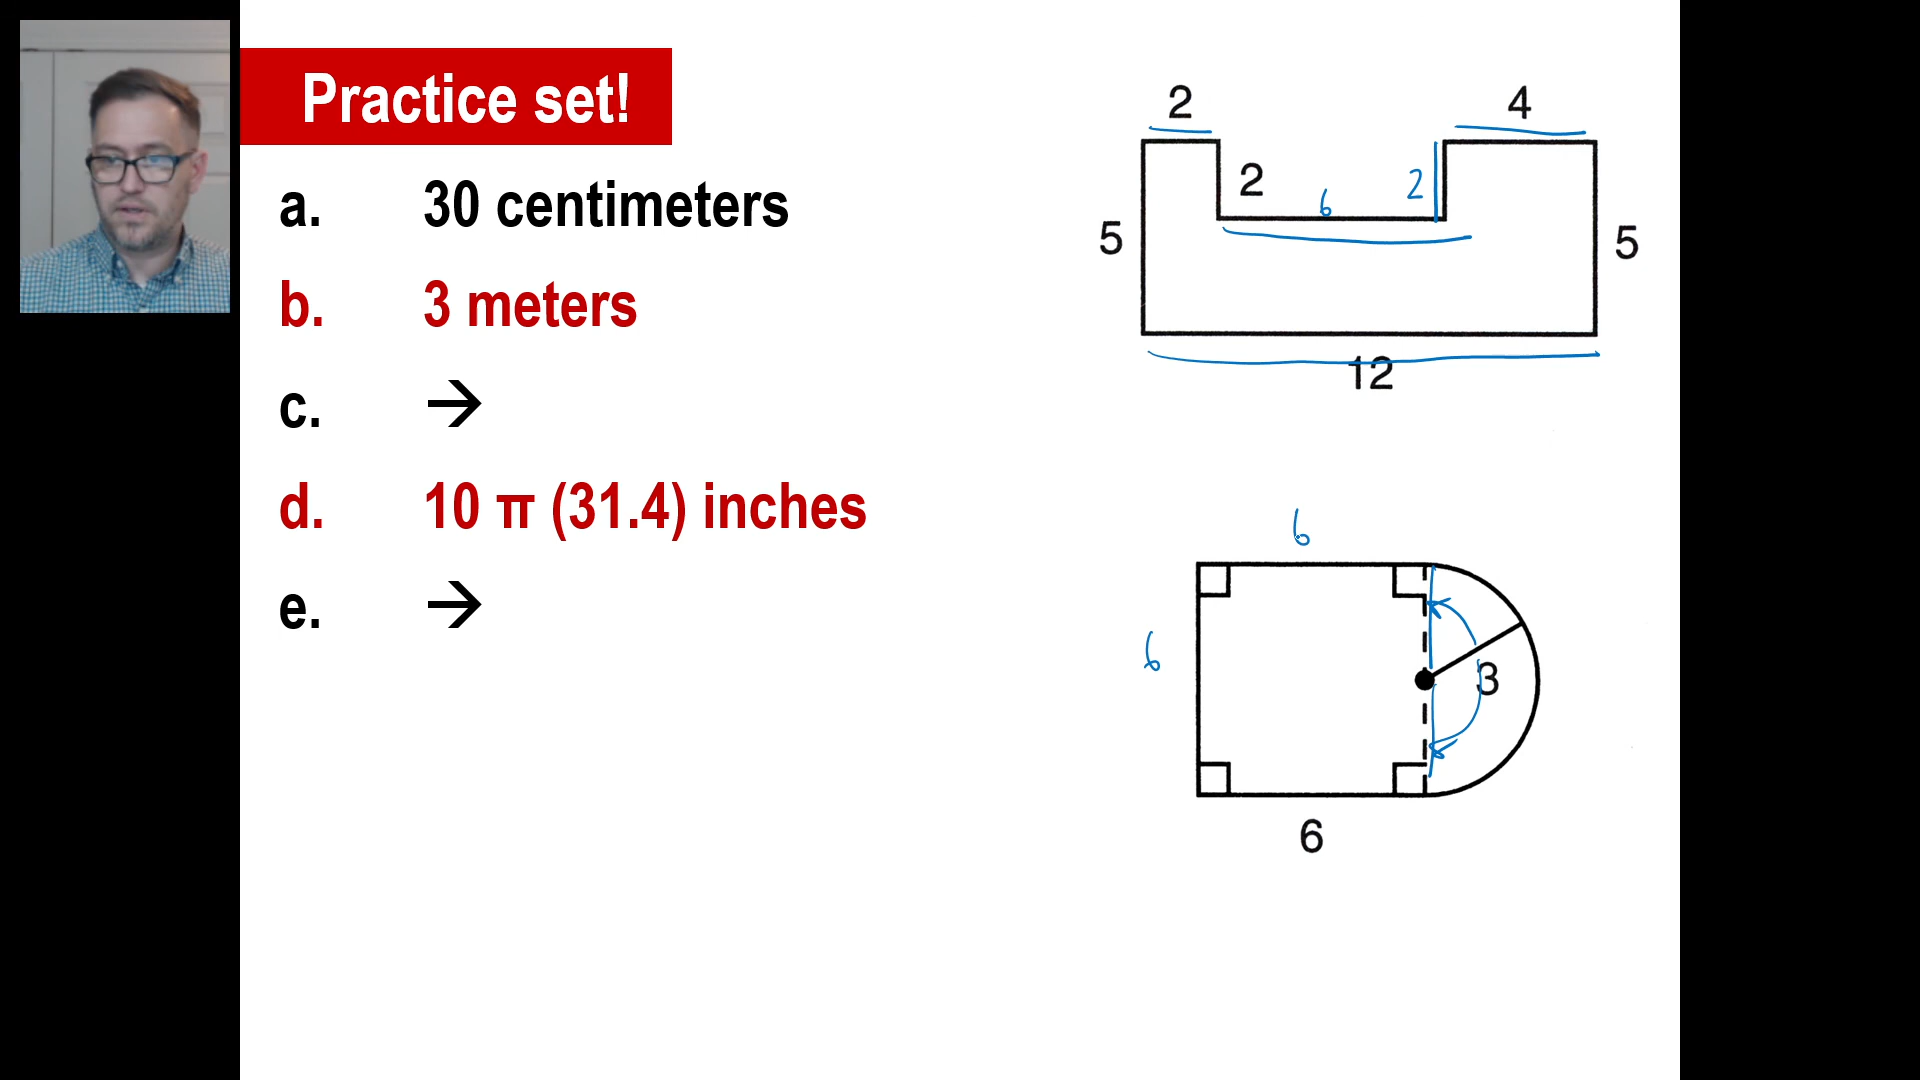 Practice set!
a. 30 centimeters
b. 3 meters
c. →
d. 10 π (31.4) inches
e. →
2 4
2 6 2
5 5
12
6
6 3
6